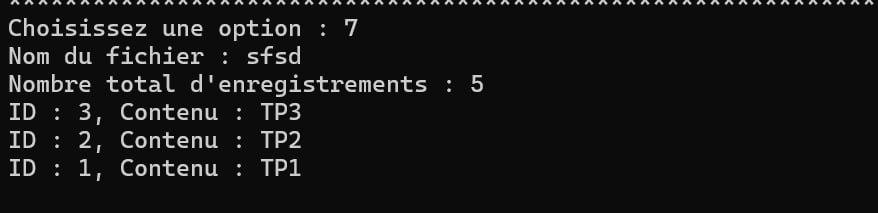 Choisissez une option : 7
Nom du fichier : sfsd
Nombre total d'enregistrements : 5
ID : 3, Contenu : TP3
ID : 2, Contenu : TP2
ID : 1, Contenu : TP1